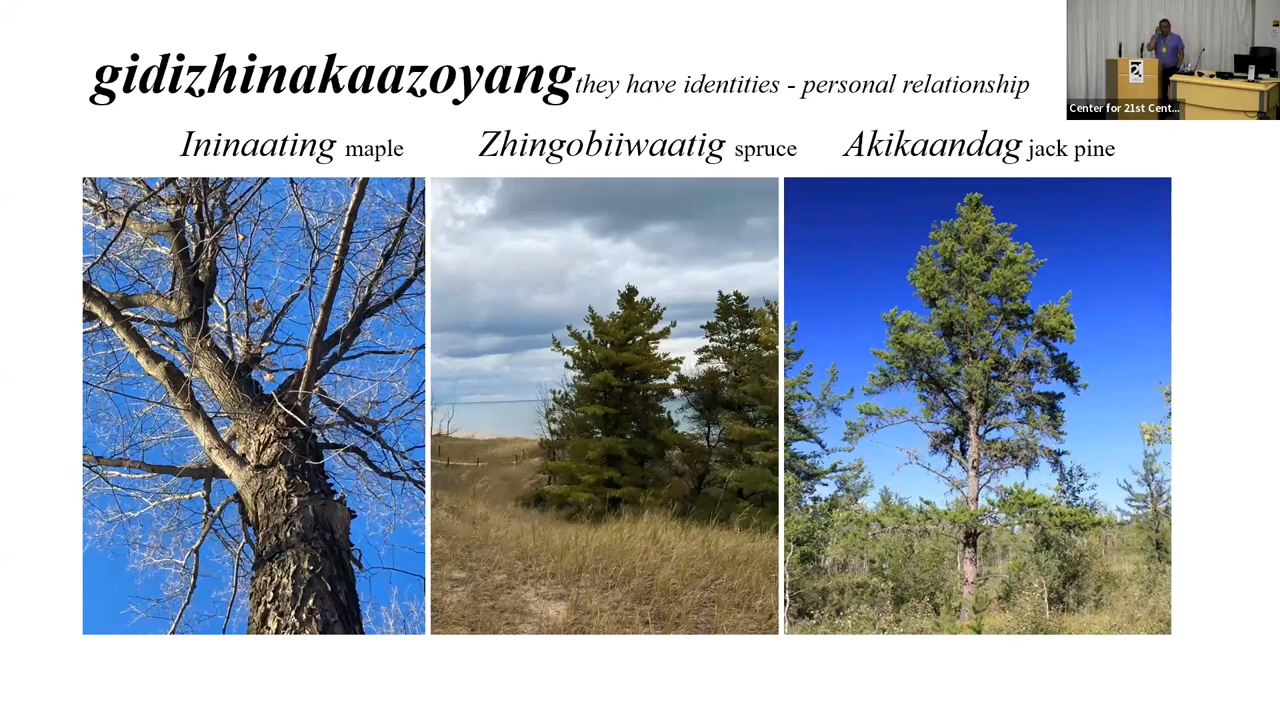 gidizhinakaazoyang they have identities - personal relationship
Ininaating maple Zhingobiiwaatig spruce Akikaandag jack pine
Center for 21st Cent...